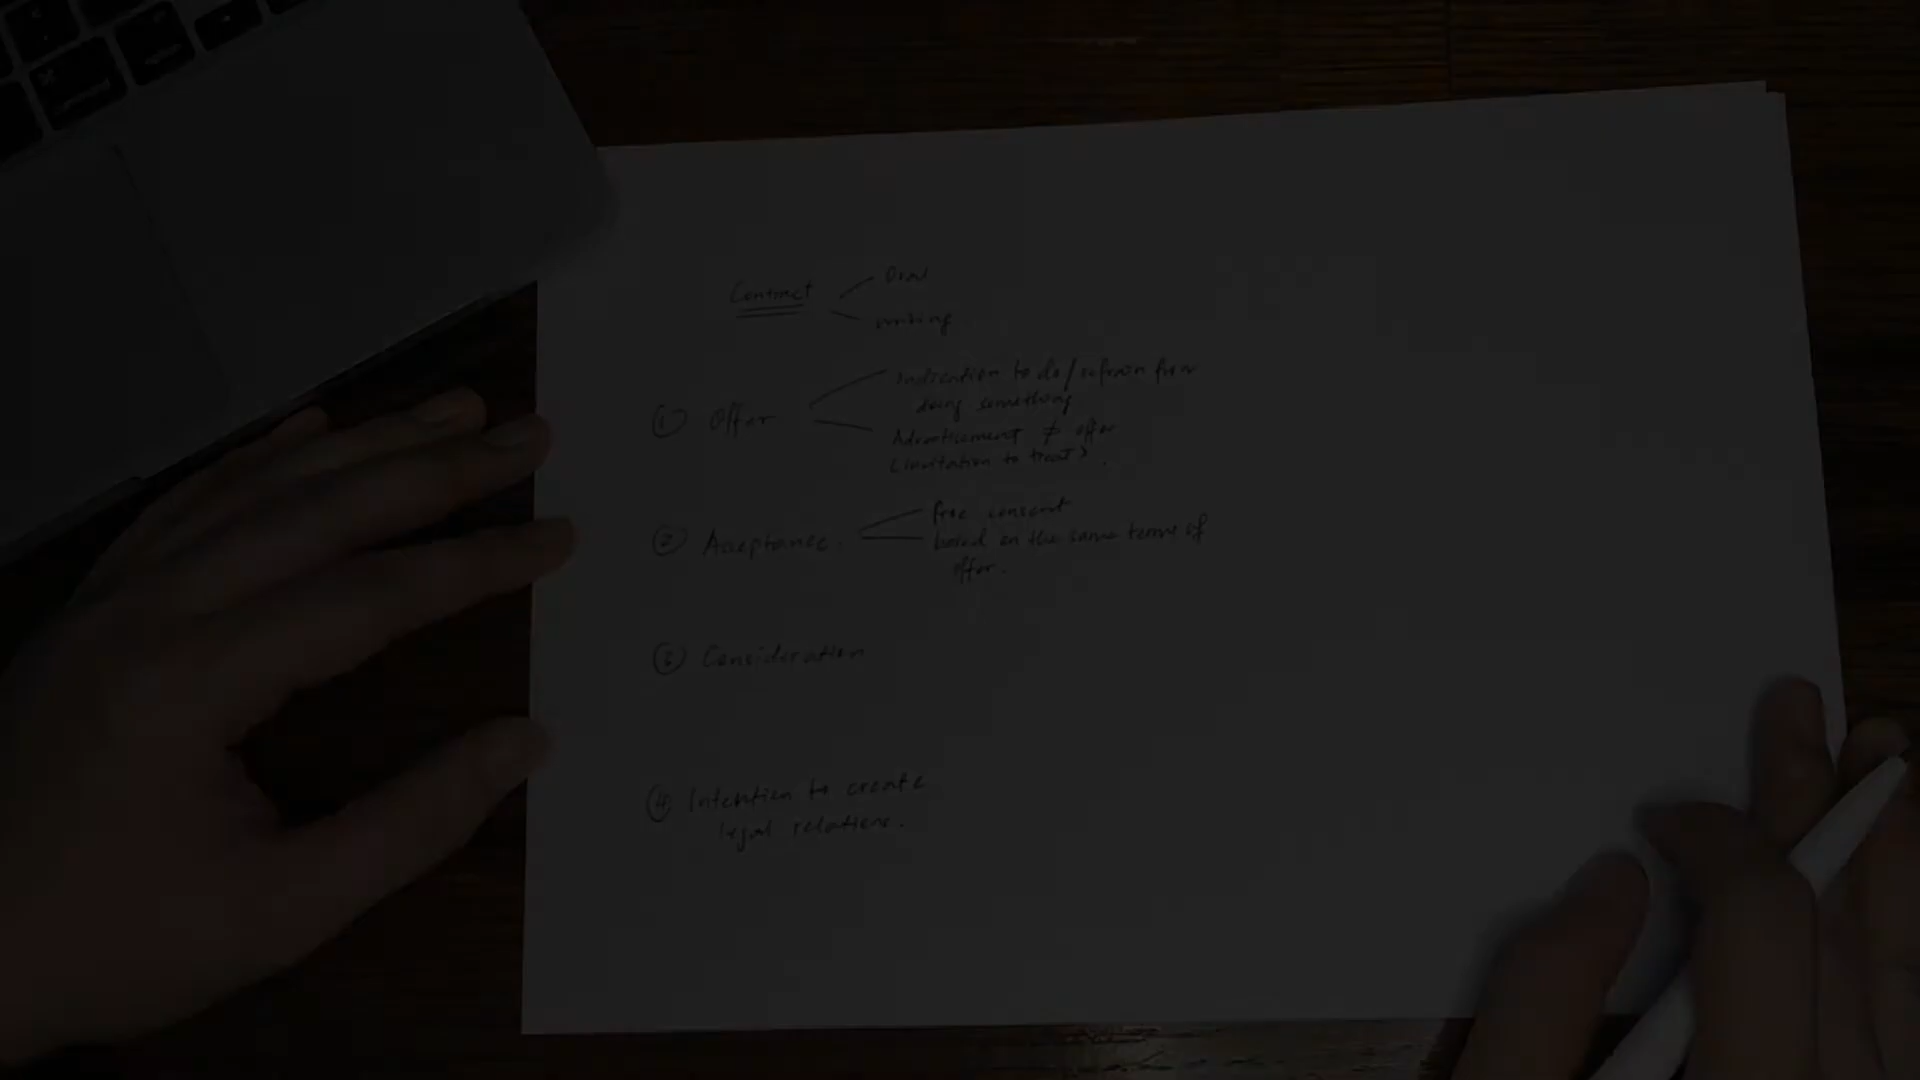 Contract
Oral
writing
① Offer
Indication to do/refrain from
doing something
Advertisement ≠ offer
(invitation to treat).
② Acceptance.
free consent
based on the same terms of
offer.
③ Consideration
④ Intention to create
legal relations.